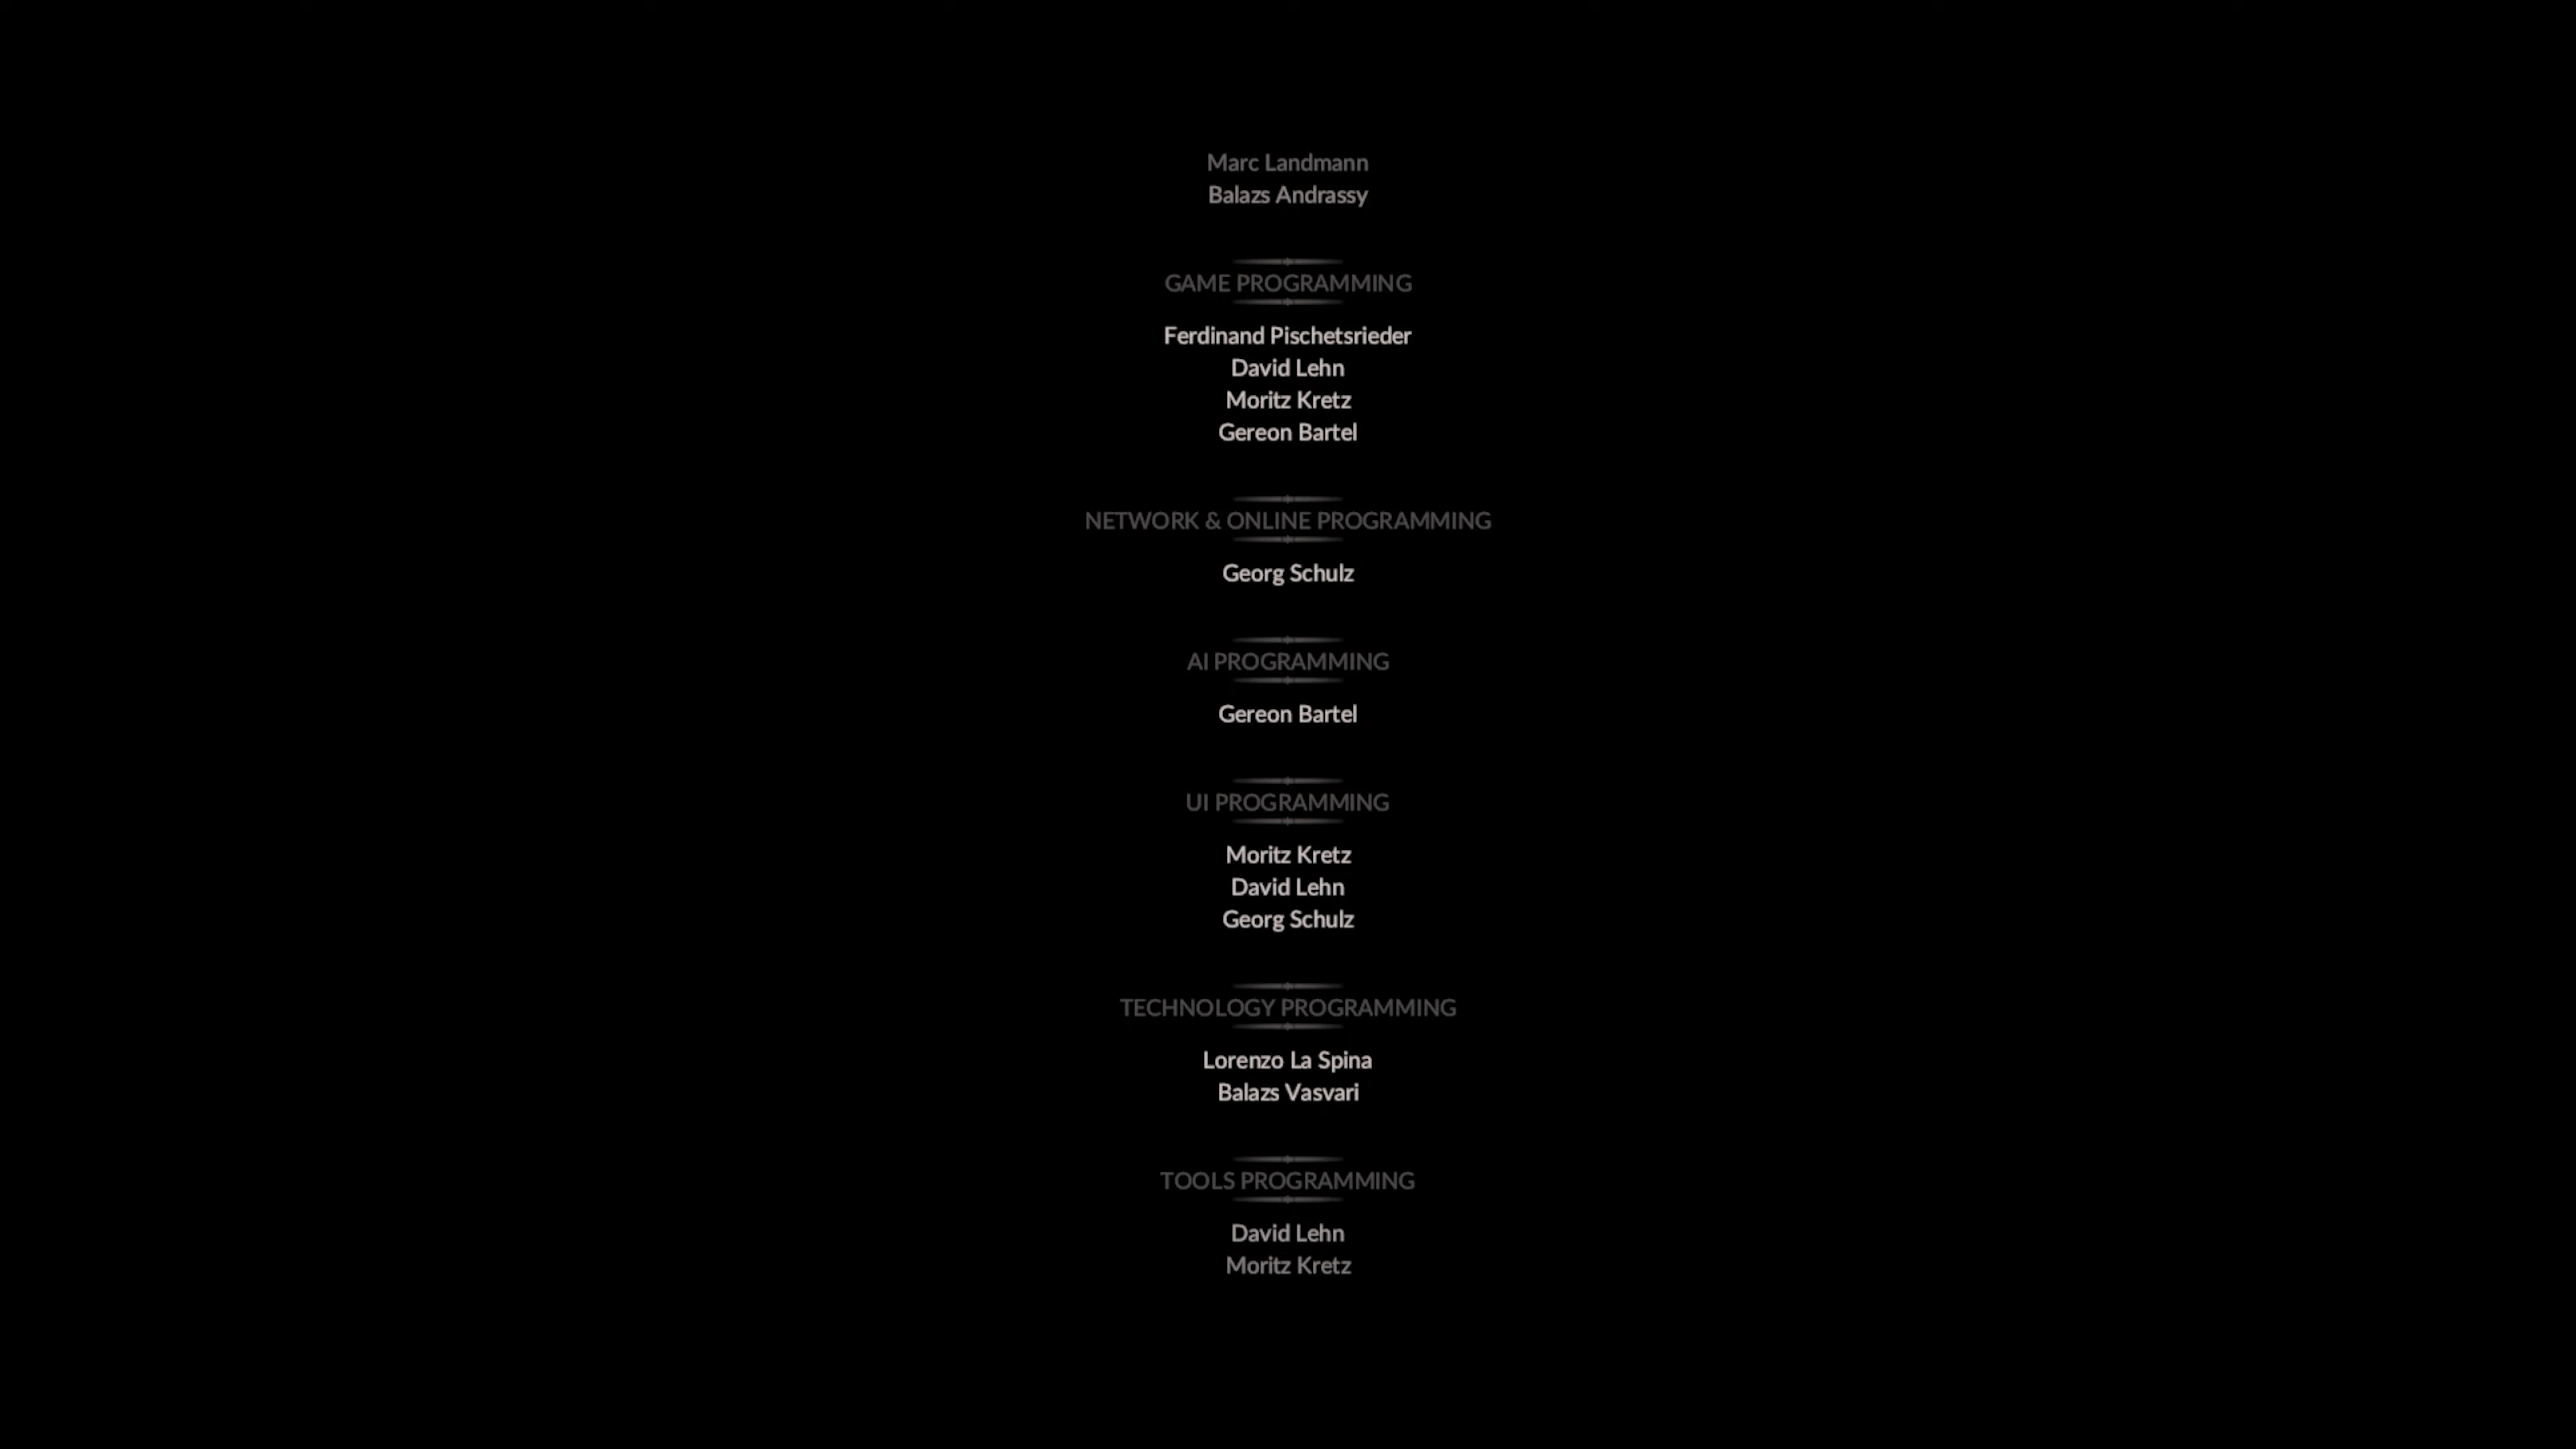 Marc Landmann
Balazs Andrassy
GAME PROGRAMMING
Ferdinand Pischetsrieder
David Lehn
Moritz Kretz
Gereon Bartel
NETWORK & ONLINE PROGRAMMING
Georg Schulz
AI PROGRAMMING
Gereon Bartel
UI PROGRAMMING
Moritz Kretz
David Lehn
Georg Schulz
TECHNOLOGY PROGRAMMING
Lorenzo La Spina
Balazs Vasvari
TOOLS PROGRAMMING
David Lehn
Moritz Kretz